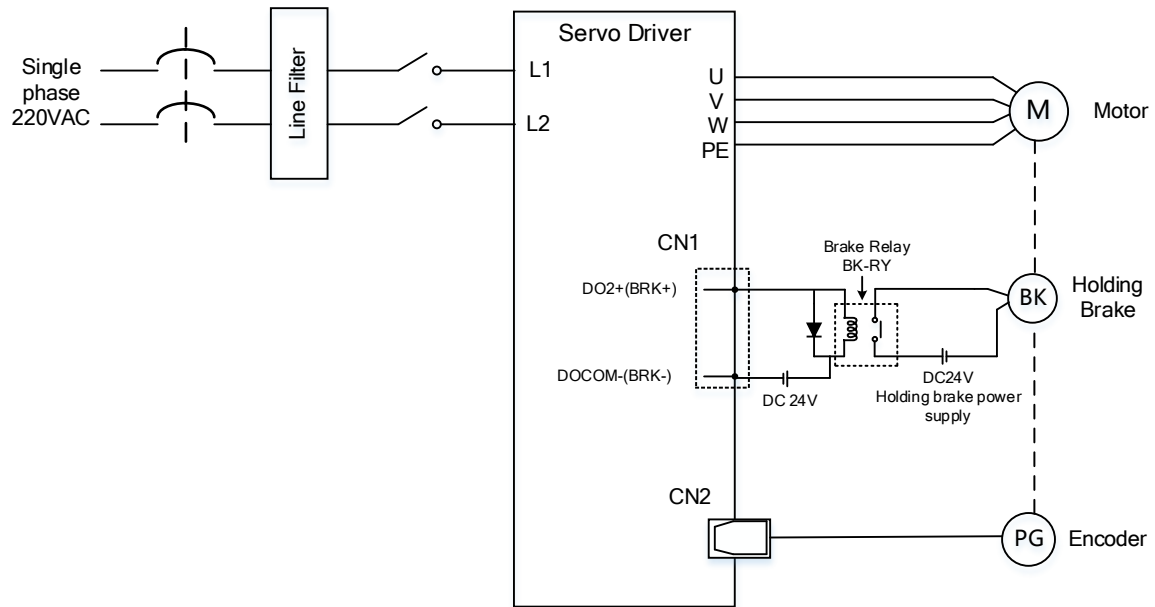 Servo Driver
Single
phase
220VAC
Line Filter
L1
L2
U
V
W
PE
M
Motor
CN1
Brake Relay
BK-RY
DO2+(BRK+)
BK
Holding
Brake
DOCOM-(BRK-)
DC 24V
DC24V
Holding brake power
supply
CN2
PG
Encoder